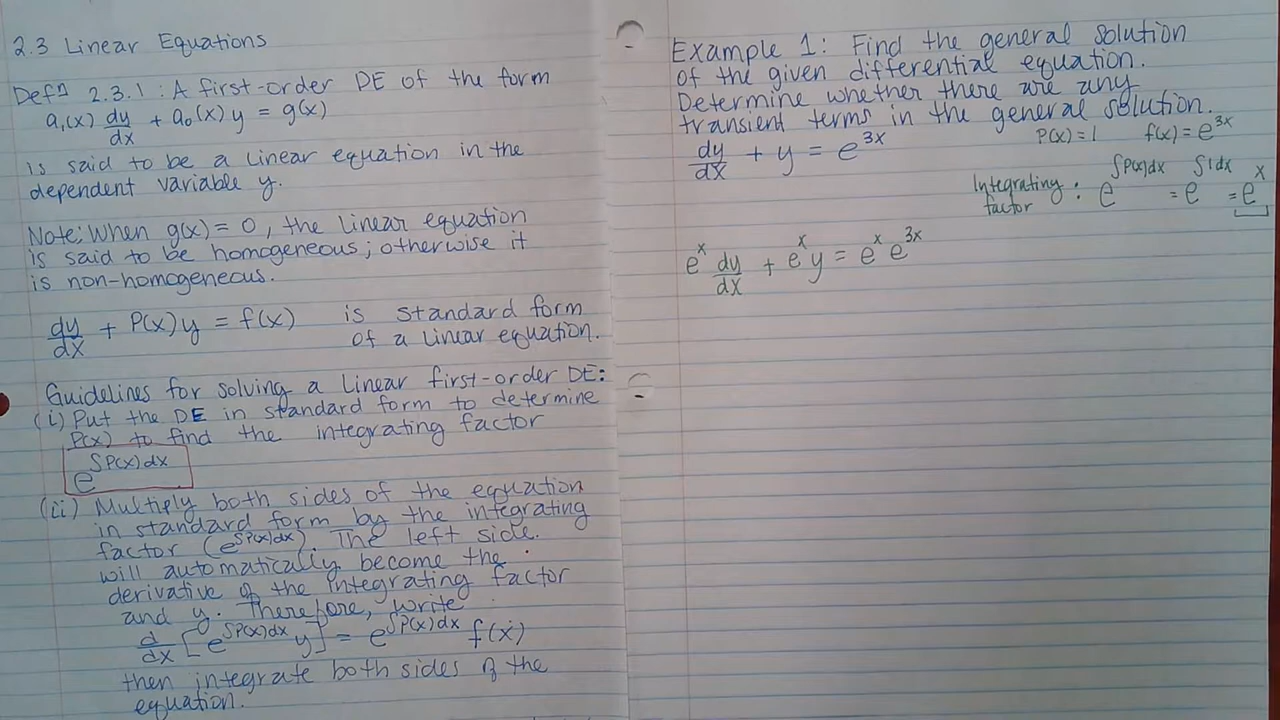 2.3 Linear Equations
Defⁿ 2.3.1: A first-order DE of the form
a₁(x) dy/dx + a₀(x) y = g(x)
is said to be a linear equation in the
dependent variable y.
Note: When g(x) = 0, the linear equation
is said to be homogeneous; otherwise it
is non-homogeneous.
dy/dx + P(x)y = f(x) is standard form
of a linear equation.
Guidelines for solving a linear first-order DE:
(i) Put the DE in standard form to determine
P(x) to find the integrating factor
e^∫P(x)dx
(ii) Multiply both sides of the equation
in standard form by the integrating
factor (e^∫P(x)dx). The left side
will automatically become the
derivative of the integrating factor
and y. Therefore, write
d/dx [e^∫P(x)dx y] = e^∫P(x)dx f(x)
then integrate both sides of the
equation.
Example 1: Find the general solution
of the given differential equation.
Determine whether there are any
transient terms in the general solution.
dy/dx + y = e^3x P(x) = 1 f(x) = e^3x
Integrating factor : e^∫P(x)dx = e^∫1dx = e^x
e^x dy/dx + e^x y = e^x e^3x